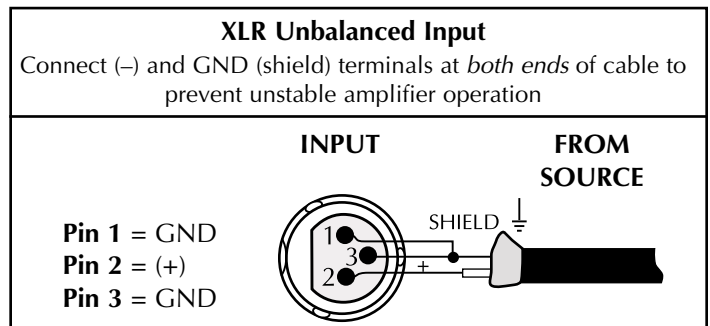 XLR Unbalanced Input
Connect (–) and GND (shield) terminals at both ends of cable to
prevent unstable amplifier operation
INPUT
FROM
SOURCE
Pin 1 = GND
Pin 2 = (+)
Pin 3 = GND
1
3
2
SHIELD
+